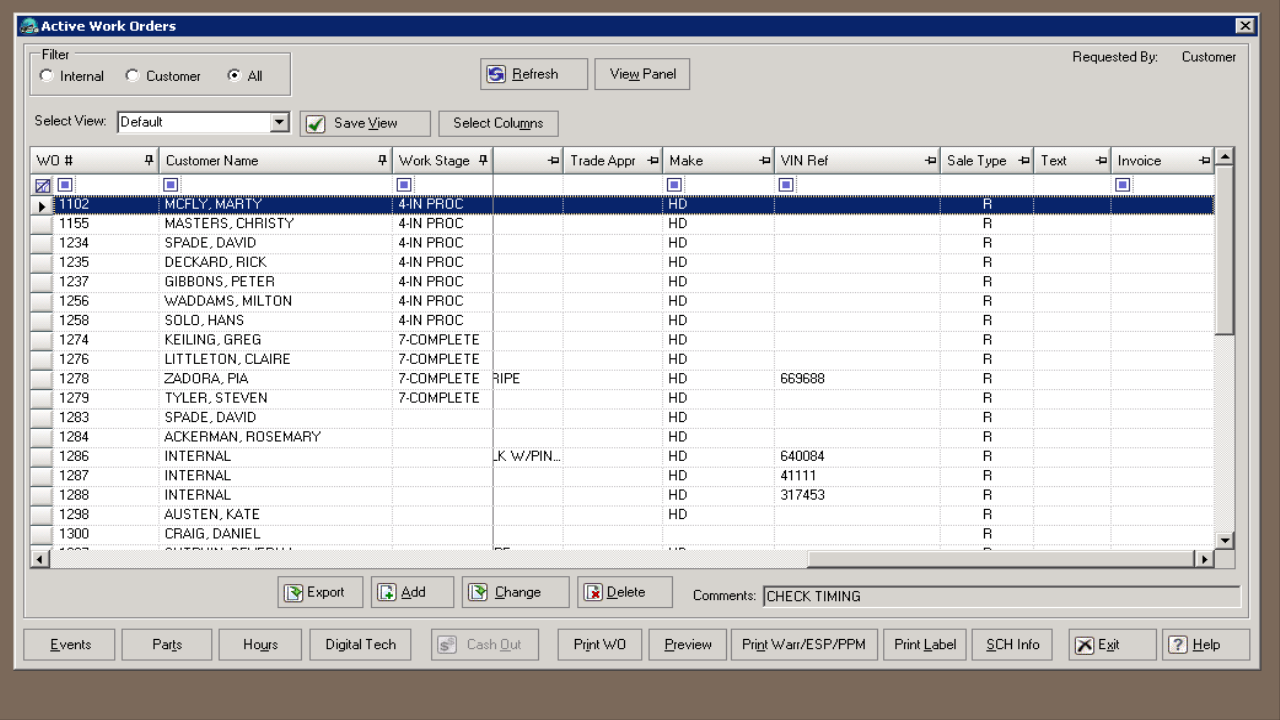 Active Work Orders
Filter
Internal Customer All
Refresh View Panel
Requested By: Customer
Select View: Default Save View Select Columns
WO # Customer Name Work Stage Trade Appr Make VIN Ref Sale Type Text Invoice
1102 MCFLY, MARTY 4-IN PROC HD R
1155 MASTERS, CHRISTY 4-IN PROC HD R
1234 SPADE, DAVID 4-IN PROC HD R
1235 DECKARD, RICK 4-IN PROC HD R
1237 GIBBONS, PETER 4-IN PROC HD R
1256 WADDAMS, MILTON 4-IN PROC HD R
1258 SOLO, HANS 4-IN PROC HD R
1274 KEILING, GREG 7-COMPLETE HD R
1276 LITTLETON, CLAIRE 7-COMPLETE HD R
1278 ZADORA, PIA 7-COMPLETE RIPE HD 669688 R
1279 TYLER, STEVEN 7-COMPLETE HD R
1283 SPADE, DAVID HD R
1284 ACKERMAN, ROSEMARY HD R
1286 INTERNAL LK W/PIN... HD 640084 R
1287 INTERNAL HD 41111 R
1288 INTERNAL HD 317453 R
1298 AUSTEN, KATE HD R
1300 CRAIG, DANIEL R
Export Add Change Delete Comments: CHECK TIMING
Events Parts Hours Digital Tech Cash Out Print WO Preview Print Warr/ESP/PPM Print Label SCH Info Exit Help